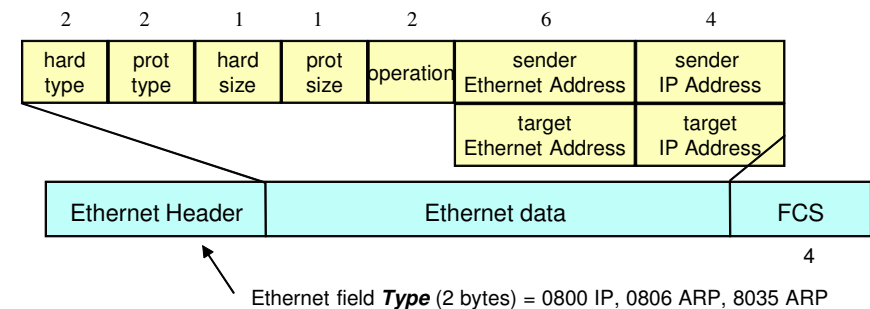 2 2 1 1 2 6 4
hard type prot type hard size prot size operation sender Ethernet Address sender IP Address
target Ethernet Address target IP Address
Ethernet Header Ethernet data FCS
4
Ethernet field Type (2 bytes) = 0800 IP, 0806 ARP, 8035 ARP